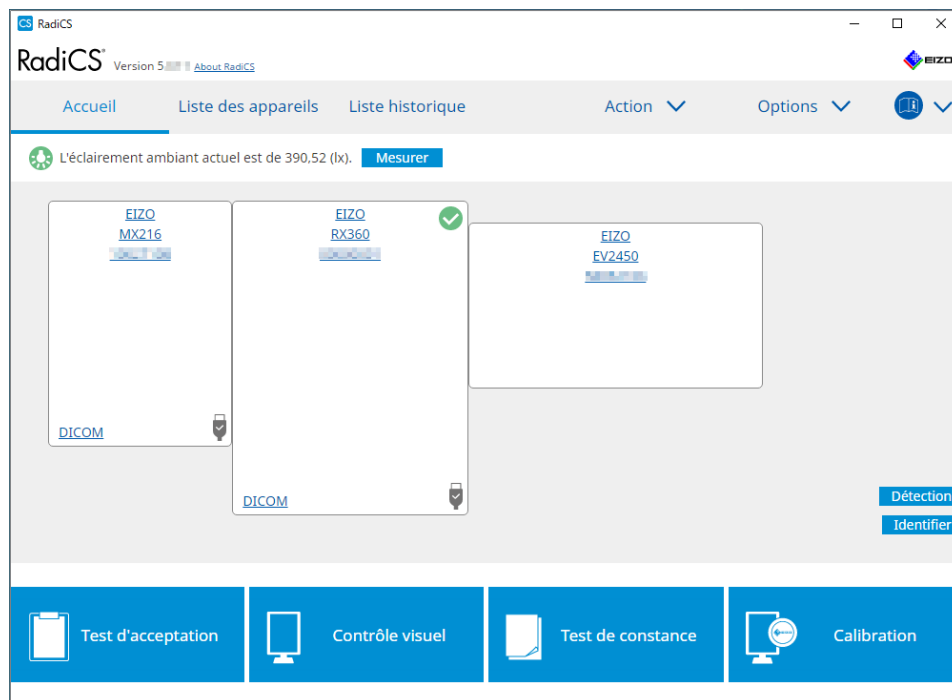 CS RadiCS
RadiCS Version 5. About RadiCS
EIZO
Accueil Liste des appareils Liste historique Action Options
L'éclairement ambiant actuel est de 390,52 (lx). Mesurer
EIZO
MX216
DICOM
EIZO
RX360
DICOM
EIZO
EV2450
Détection
Identifier
Test d'acceptation
Contrôle visuel
Test de constance
Calibration